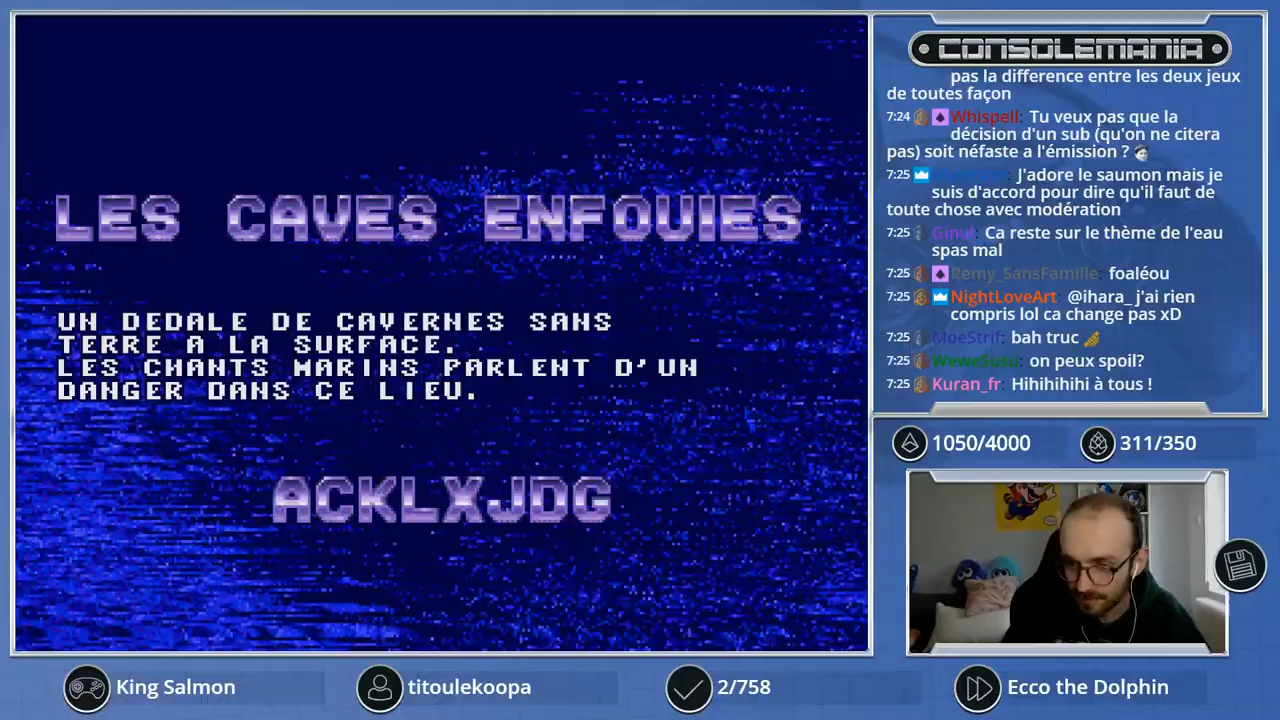 LES CAVES ENFOUIES
UN DEDALE DE CAVERNES SANS
TERRE A LA SURFACE.
LES CHANTS MARINS PARLENT D'UN
DANGER DANS CE LIEU.
ACKLXJDG
CONSOLEMANIA
pas la difference entre les deux jeux
de toutes façon
7:24 Whispell: Tu veux pas que la
décision d'un sub (qu'on ne citera
pas) soit néfaste a l'émission ?
7:25 J'adore le saumon mais je
suis d'accord pour dire qu'il faut de
toute chose avec modération
7:25 Ginul: Ca reste sur le thème de l'eau
spas mal
7:25 Remy_SansFamille: foaléou
7:25 NightLoveArt @ihara_ j'ai rien
compris lol ca change pas xD
7:25 MoeStrif: bah truc
7:25 WeweSusu: on peux spoil?
7:25 Kuran_fr: Hihihihihi à tous !
1050/4000
311/350
King Salmon
titoulekoopa
2/758
Ecco the Dolphin